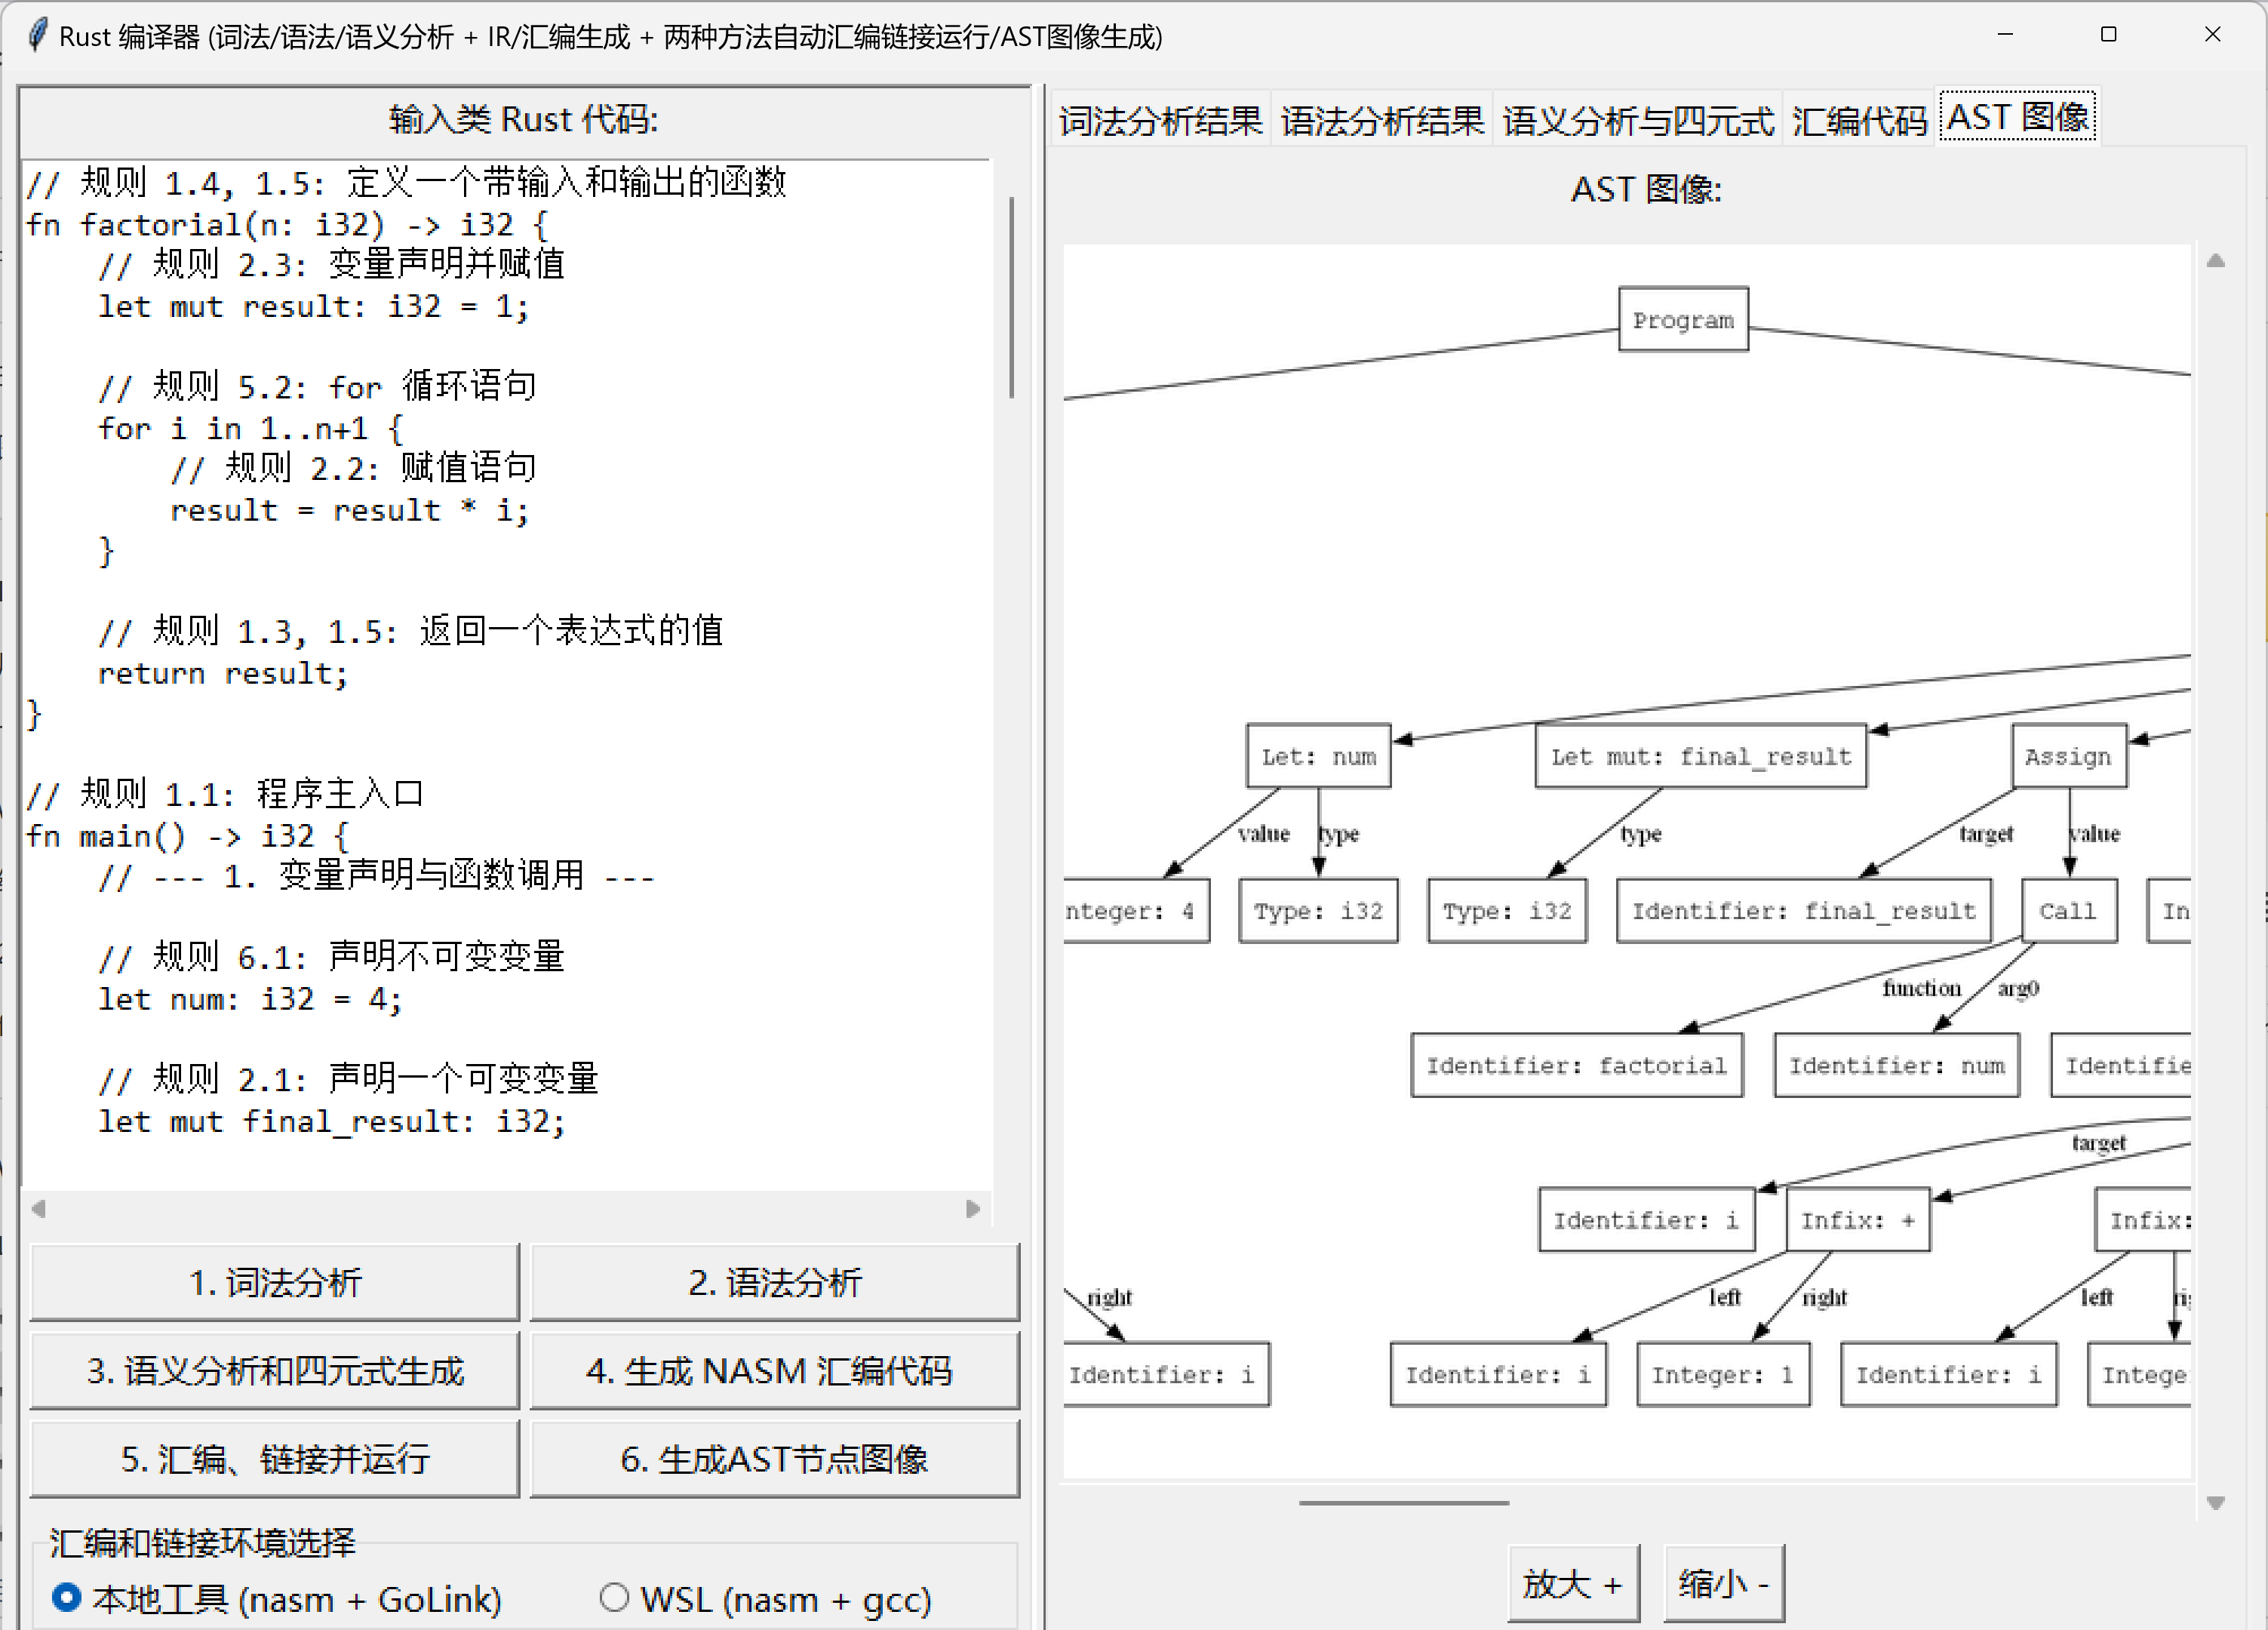 Rust 编译器 (词法/语法/语义分析 + IR/汇编生成 + 两种方法自动汇编链接运行/AST图像生成)
输入类 Rust 代码:
// 规则 1.4, 1.5: 定义一个带输入和输出的函数
fn factorial(n: i32) -> i32 {
    // 规则 2.3: 变量声明并赋值
    let mut result: i32 = 1;
    // 规则 5.2: for 循环语句
    for i in 1..n+1 {
        // 规则 2.2: 赋值语句
        result = result * i;
    }
    // 规则 1.3, 1.5: 返回一个表达式的值
    return result;
}
// 规则 1.1: 程序主入口
fn main() -> i32 {
    // --- 1. 变量声明与函数调用 ---
    // 规则 6.1: 声明不可变变量
    let num: i32 = 4;
    // 规则 2.1: 声明一个可变变量
    let mut final_result: i32;
1. 词法分析
2. 语法分析
3. 语义分析和四元式生成
4. 生成 NASM 汇编代码
5. 汇编、链接并运行
6. 生成AST节点图像
汇编和链接环境选择
本地工具 (nasm + GoLink)
WSL (nasm + gcc)
词法分析结果
语法分析结果
语义分析与四元式
汇编代码
AST 图像
AST 图像:
Program
Let: num
Let mut: final_result
Assign
value
type
type
target
value
nteger: 4
Type: i32
Type: i32
Identifier: final_result
Call
In
function
arg0
Identifier: factorial
Identifier: num
Identifie
target
Identifier: i
Infix: +
Infix:
right
left
right
left
ri
Identifier: i
Identifier: i
Integer: 1
Identifier: i
Intege
放大 +
缩小 -